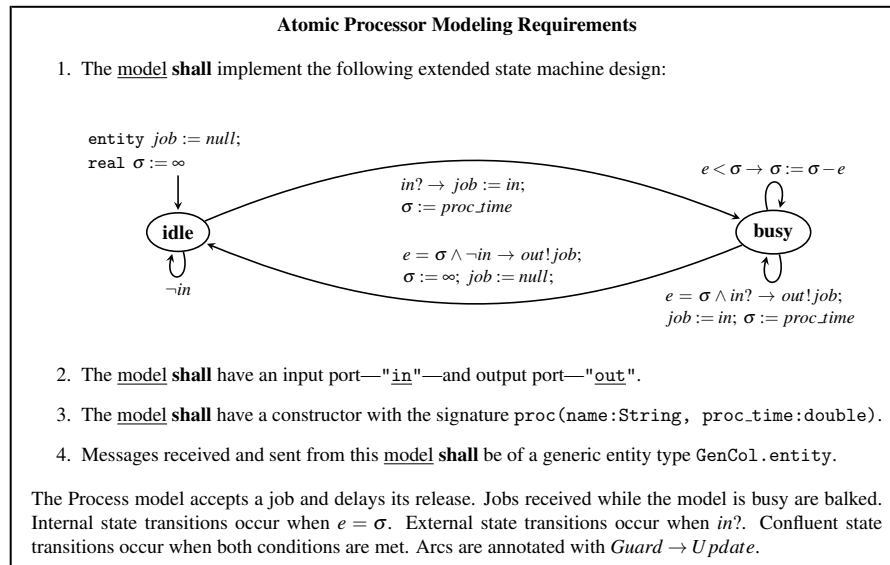 Atomic Processor Modeling Requirements
1. The model shall implement the following extended state machine design:
entity job := null;
real σ := ∞
e < σ → σ := σ − e
in? → job := in;
σ := proc_time
idle
busy
e = σ ∧ ¬in → out!job;
σ := ∞; job := null;
¬in
e = σ ∧ in? → out!job;
job := in; σ := proc_time
2. The model shall have an input port—"in"—and output port—"out".
3. The model shall have a constructor with the signature proc(name:String, proc_time:double).
4. Messages received and sent from this model shall be of a generic entity type GenCol.entity.
The Process model accepts a job and delays its release. Jobs received while the model is busy are balked.
Internal state transitions occur when e = σ. External state transitions occur when in?. Confluent state
transitions occur when both conditions are met. Arcs are annotated with Guard → Update.